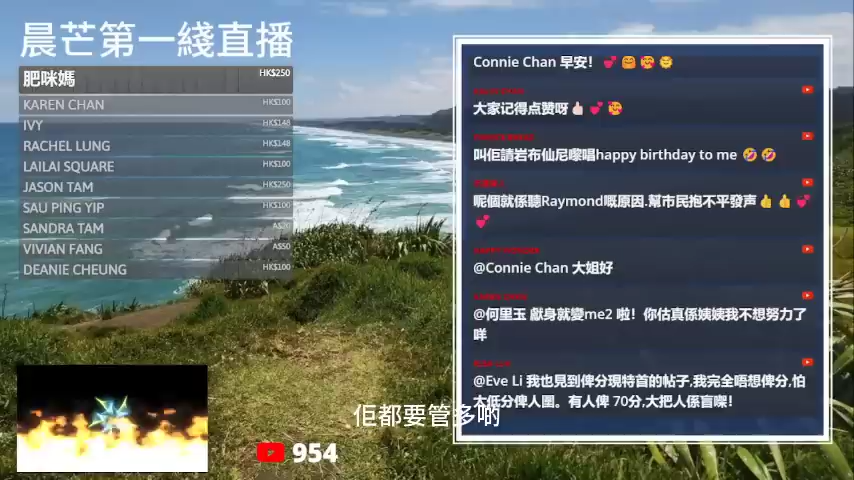 晨芒第一綫直播
肥咪媽 HK$250
KAREN CHAN HK$100
IVY HK$148
RACHEL LUNG HK$148
LAILAI SQUARE HK$100
JASON TAM HK$250
SAU PING YIP HK$100
SANDRA TAM
VIVIAN FANG A$50
DEANIE CHEUNG HK$100
Connie Chan 早安！💕🤗🥰🌞
大家记得点赞呀👆🏻💕🥰
叫佢請岩布仙尼嚟唱happy birthday to me 🤣🤣
呢個就係聽Raymond嘅原因.幫市民抱不平發声👍👍💕
💕
@Connie Chan 大姐好
@何里玉 獻身就變me2 啦！你估真係姨姨我不想努力了
咩
@Eve Li 我也見到俾分現特首的帖子,我完全唔想俾分,怕
太低分俾人圍。有人俾 70分,大把人係盲㗎!
佢都要管多啲
954